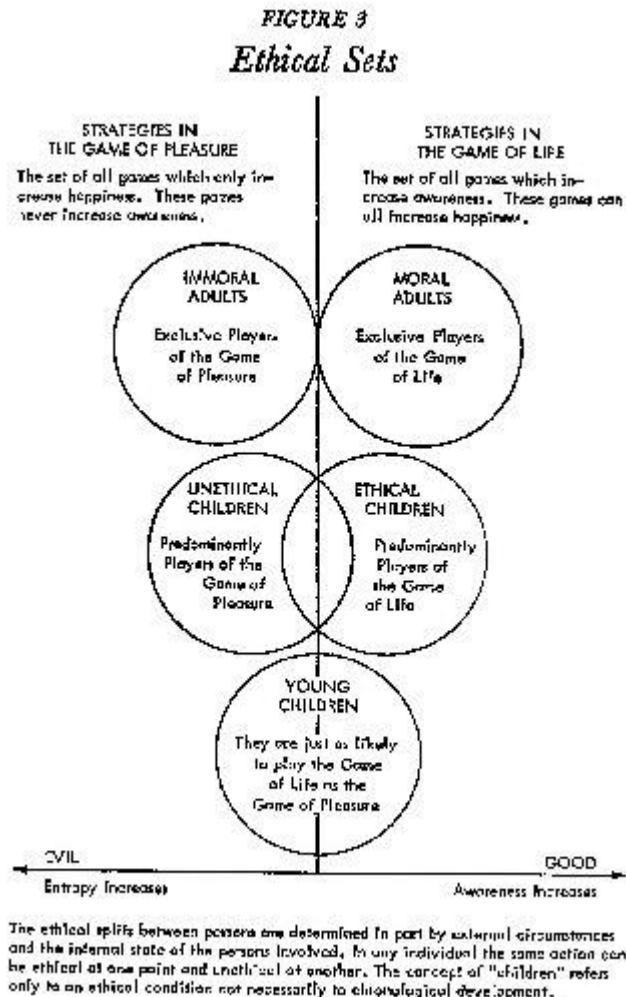 FIGURE 3
Ethical Sets
STRATEGIES IN
THE GAME OF PLEASURE
The set of all games which only in-
crease happiness. These games
never increase awareness.
STRATEGIES IN
THE GAME OF LIFE
The set of all games which in-
crease awareness. These games can
all increase happiness.
IMMORAL
ADULTS
Exclusive Players
of the Game
of Pleasure
MORAL
ADULTS
Exclusive Players
of the Game
of Life
UNETHICAL
CHILDREN
Predominantly
Players of the
Game of
Pleasure
ETHICAL
CHILDREN
Predominantly
Players of
the Game
of Life
YOUNG
CHILDREN
They are just as likely
to play the Game
of Life as the
Game of Pleasure
EVIL
Entropy Increases
GOOD
Awareness Increases
The ethical splits between persons are determined in part by external circumstances
and the internal state of the persons involved. In any individual the same action can
be ethical at one point and unethical at another. The concept of "children" refers
only to an ethical condition not necessarily to chronological development.